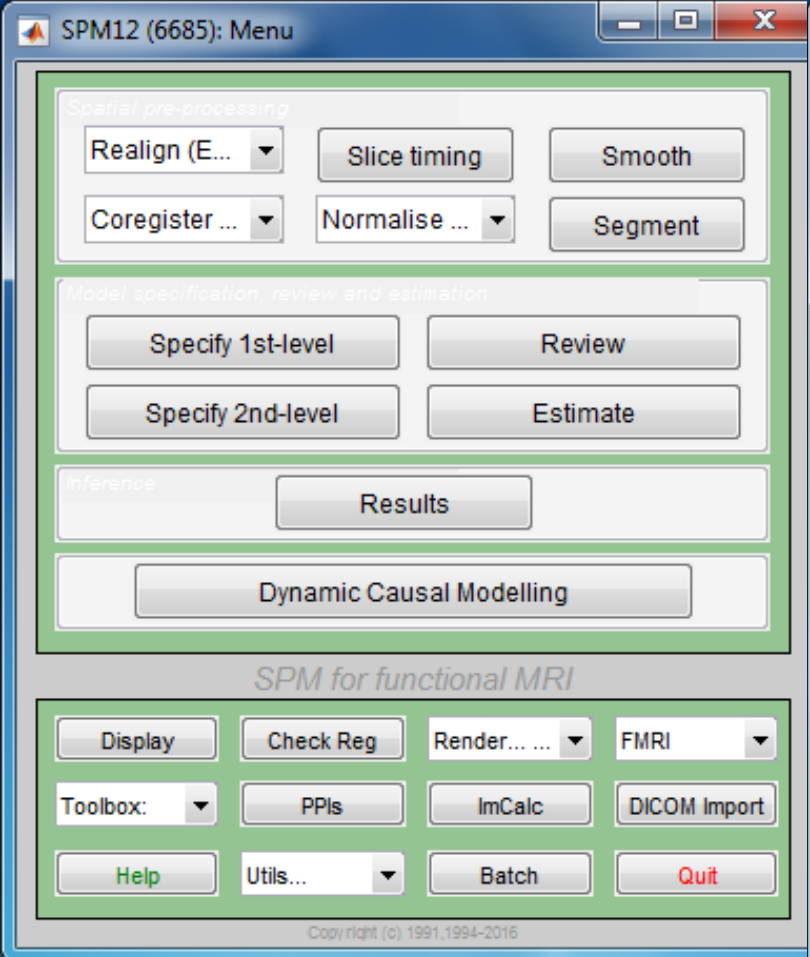 SPM12 (6685): Menu
Spatial pre-processing
Realign (E... Slice timing Smooth
Coregister ... Normalise ... Segment
Model specification, review and estimation
Specify 1st-level Review
Specify 2nd-level Estimate
Inference
Results
Dynamic Causal Modelling
SPM for functional MRI
Display Check Reg Render... ... FMRI
Toolbox: PPIs ImCalc DICOM Import
Help Utils... Batch Quit
Copyright (c) 1991,1994-2016